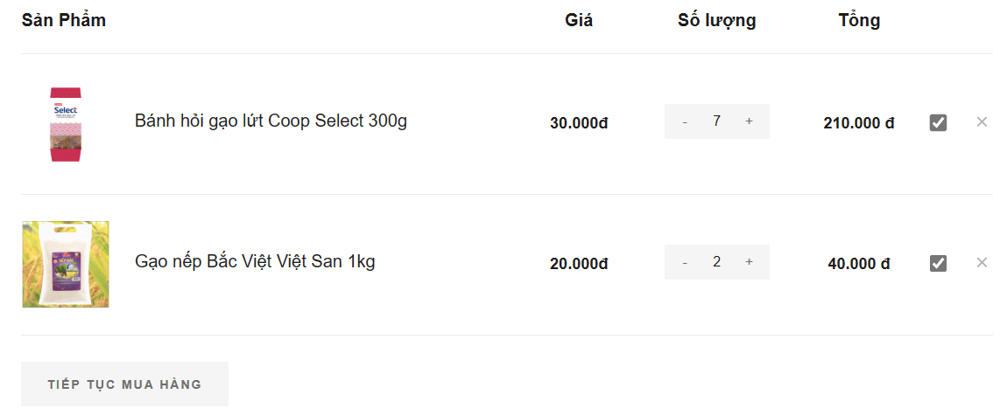 Sản Phẩm Giá Số lượng Tổng
Select
Bánh hỏi gạo lứt Coop Select 300g 30.000đ - 7 + 210.000 đ ×
Gạo nếp Bắc Việt Việt San 1kg 20.000đ - 2 + 40.000 đ ×
TIẾP TỤC MUA HÀNG